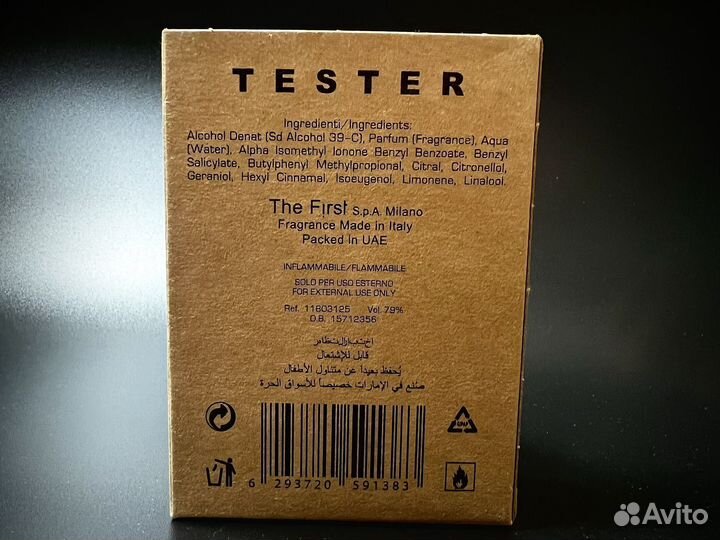 TESTER
Ingredienti/Ingredients:
Alcohol Denat (Sd Alcohol 39-C), Parfum (Fragrance), Aqua
(Water), Alpha Isomethyl Ionone Benzyl Benzoate, Benzyl
Salicylate, Butylphenyl Methylpropional, Citral, Citronellol,
Geraniol, Hexyl Cinnamal, Isoeugenol, Limonene, Linalool.
The First S.p.A. Milano
Fragrance Made in Italy
Packed In UAE
INFLAMMABILE/FLAMMABILE
SOLO PER USO ESTERNO
FOR EXTERNAL USE ONLY
Ref. 11603125 Vol. 79%
D.B. 15712356
قابل للإشتمال
يُحفظ بعيداً عن متناول الأطفال
صُنع في الإمارات خصيصاً للأسواق الحرة
6 293720 591383
Avito